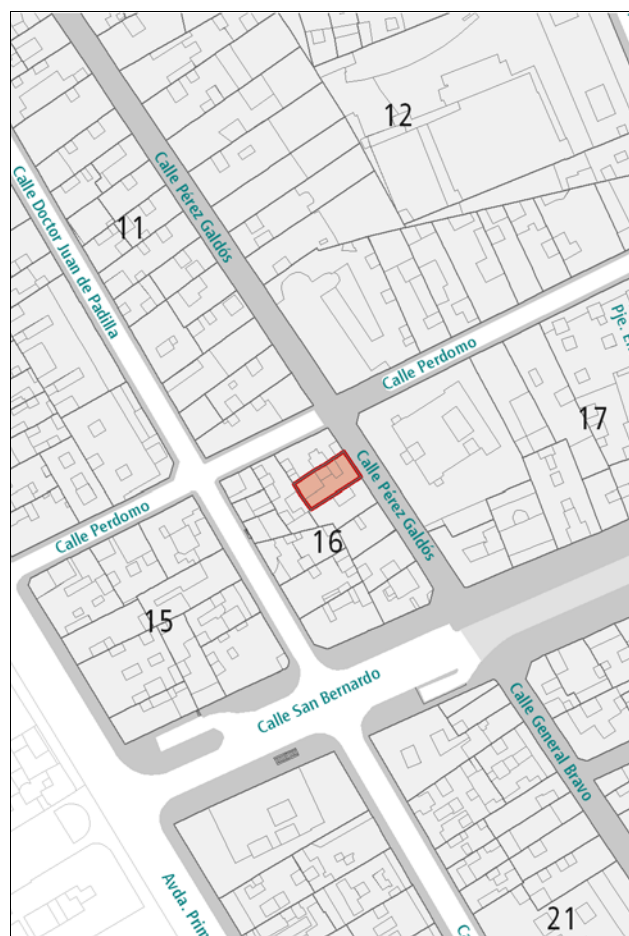 12
Calle Pérez Galdós
Calle Doctor Juan de Padilla
11
Pje.
Calle Perdomo
17
Calle Pérez Galdós
Calle Perdomo
16
15
Calle San Bernardo
Calle General Bravo
Avda.
21